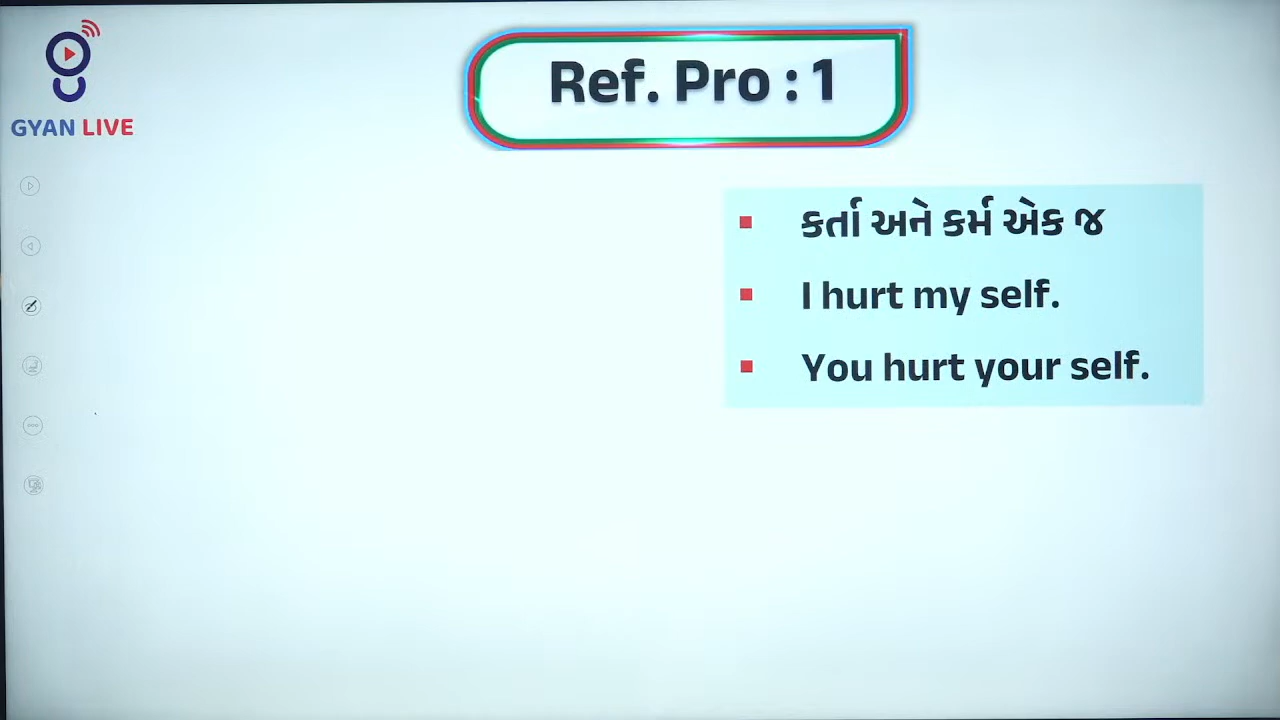 GYAN LIVE
Ref. Pro : 1
કર્તા અને કર્મ એક જ
I hurt my self.
You hurt your self.